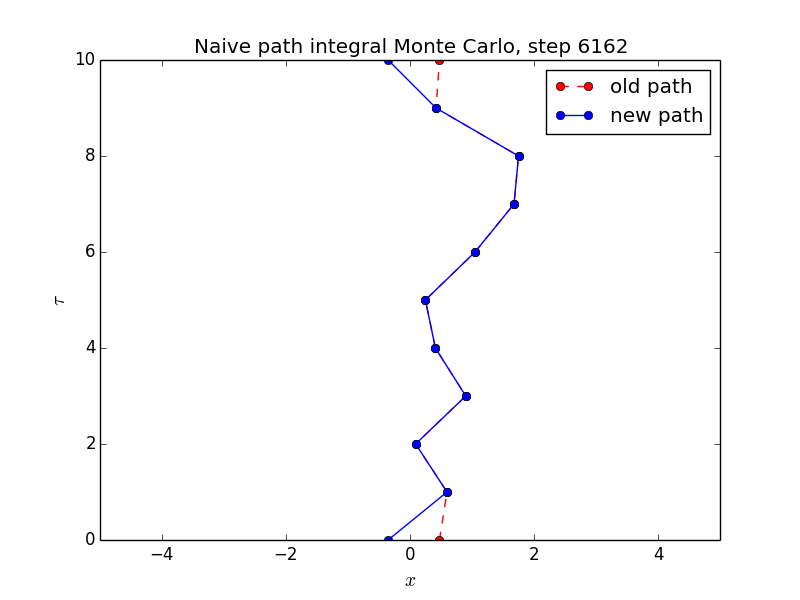 Naive path integral Monte Carlo, step 6162
10
old path
new path
8
6
τ
4
2
0
−4 −2 0 2 4
x